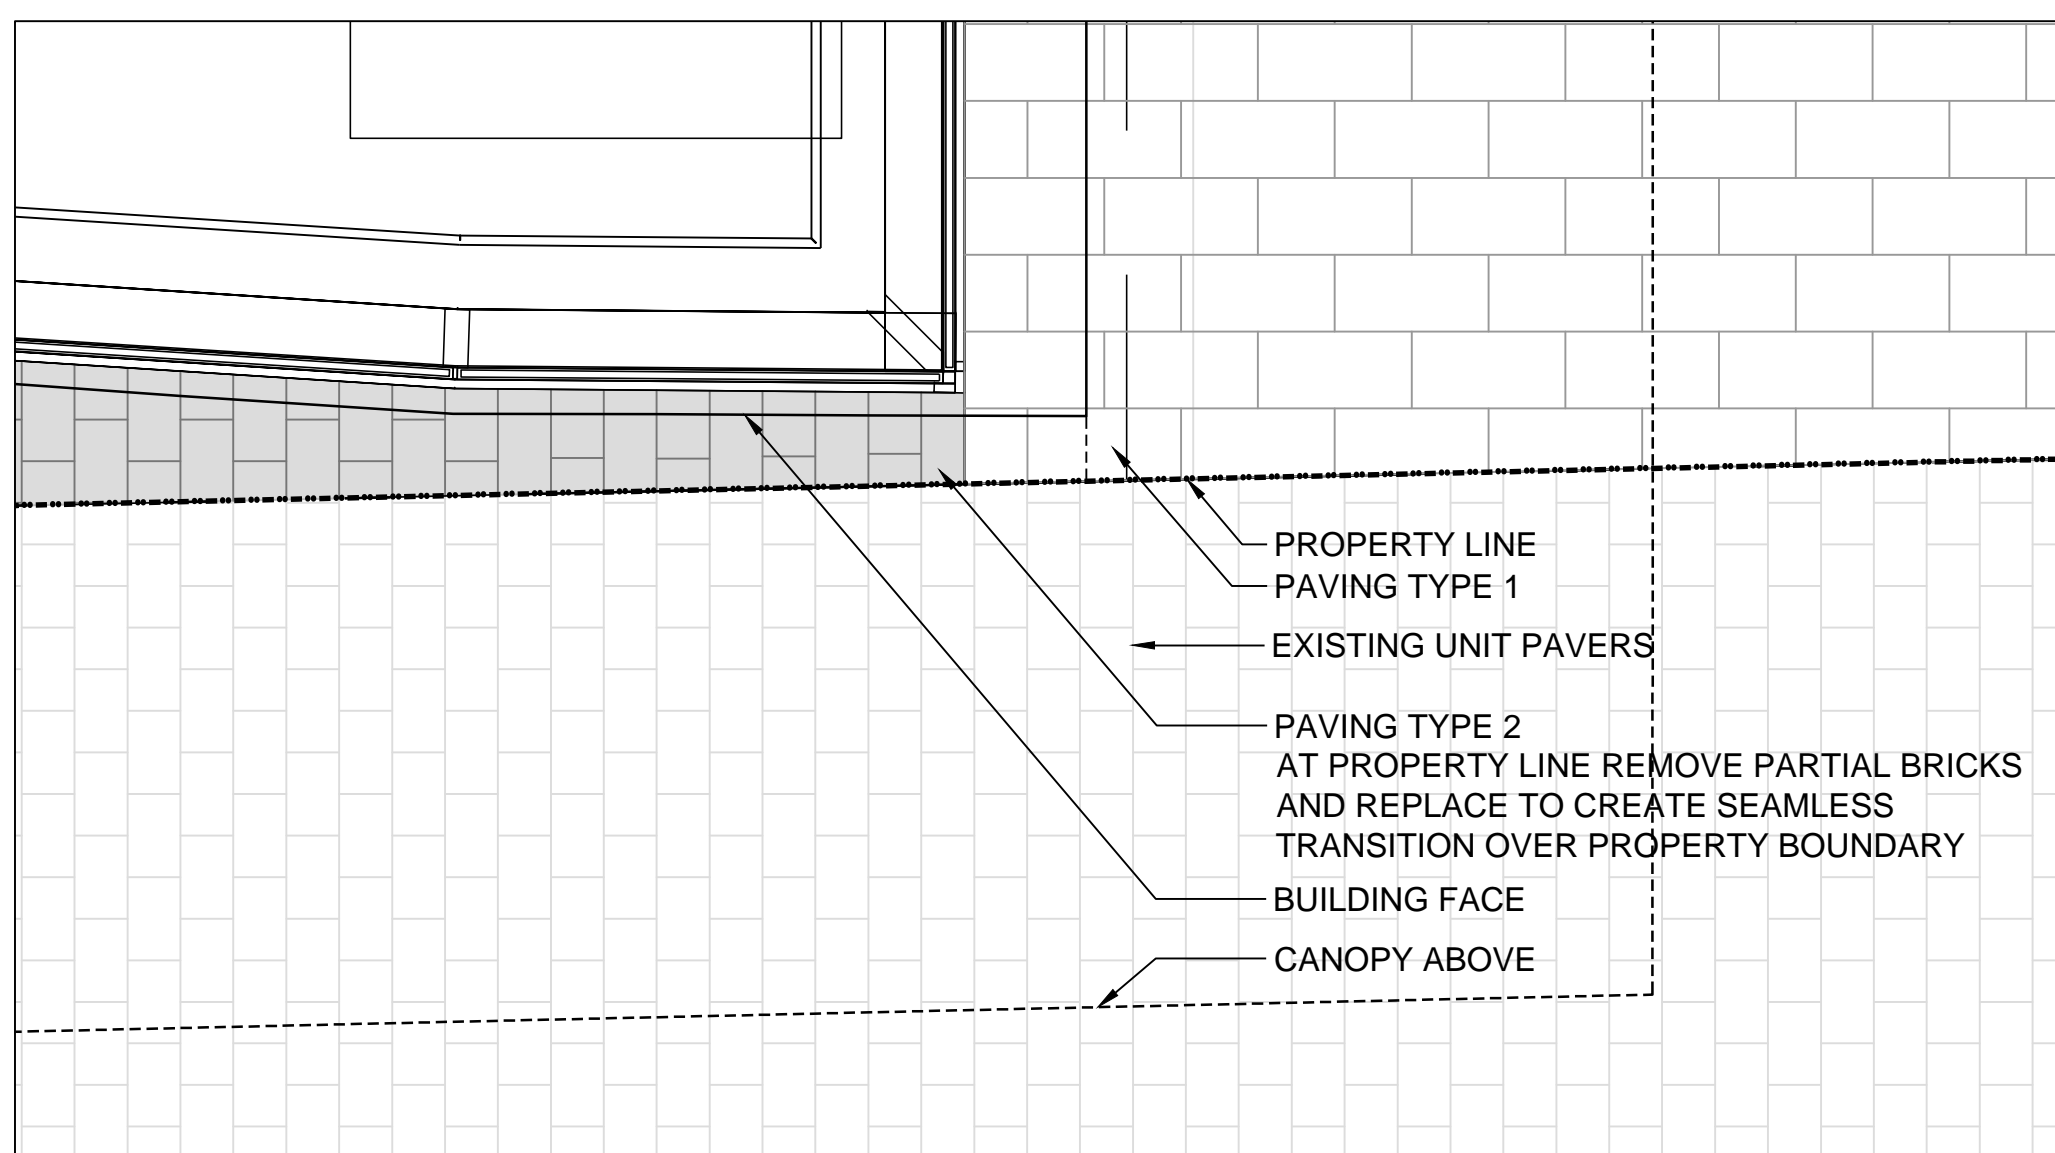 PROPERTY LINE
PAVING TYPE 1
EXISTING UNIT PAVERS
PAVING TYPE 2
AT PROPERTY LINE REMOVE PARTIAL BRICKS
AND REPLACE TO CREATE SEAMLESS
TRANSITION OVER PROPERTY BOUNDARY
BUILDING FACE
CANOPY ABOVE